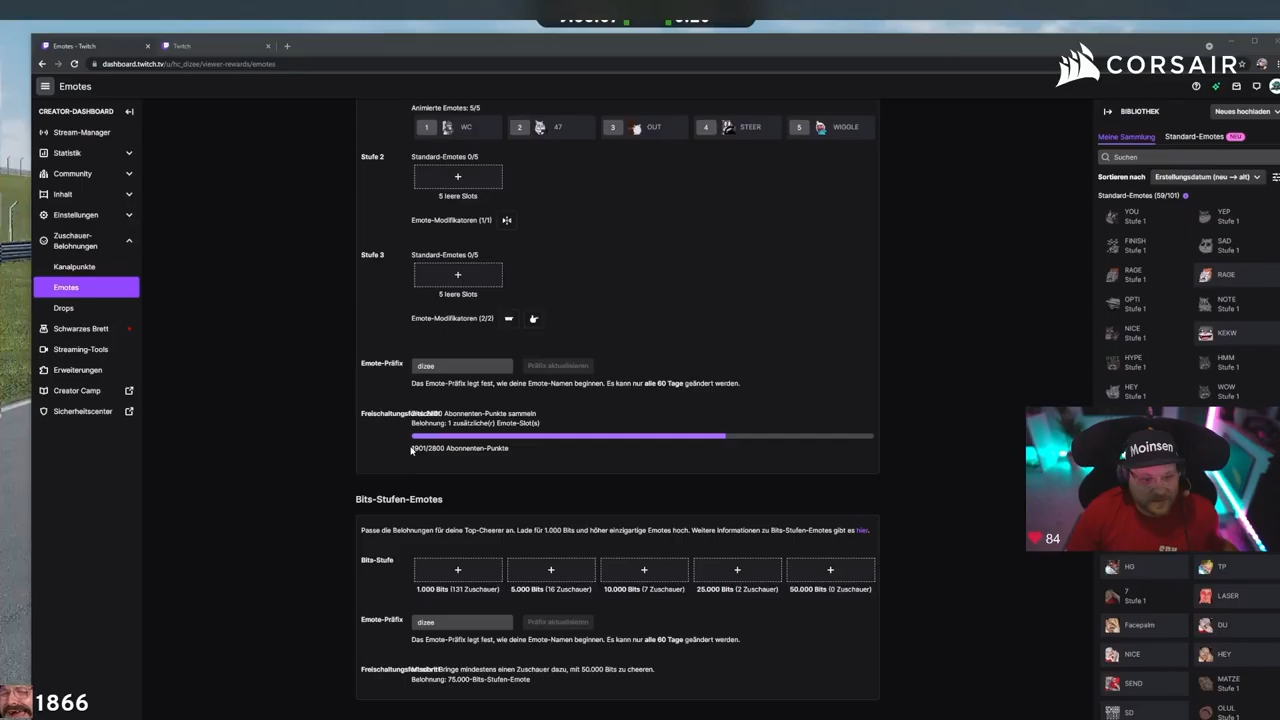 CORSAIR
Emotes - Twitch
Twitch
dashboard.twitch.tv/u/hc_dizee/viewer-rewards/emotes
Emotes
CREATOR-DASHBOARD
Stream-Manager
Statistik
Community
Inhalt
Einstellungen
Zuschauer-
Belohnungen
Kanalpunkte
Emotes
Drops
Schwarzes Brett
Streaming-Tools
Erweiterungen
Creator Camp
Sicherheitscenter
Animierte Emotes: 5/5
1 WC 2 47 3 OUT 4 STEER 5 WIGGLE
Stufe 2 Standard-Emotes 0/5
+
5 leere Slots
Emote-Modifikatoren (1/1)
Stufe 3 Standard-Emotes 0/5
+
5 leere Slots
Emote-Modifikatoren (2/2)
Emote-Präfix dizee Präfix aktualisieren
Das Emote-Präfix legt fest, wie deine Emote-Namen beginnen. Es kann nur alle 60 Tage geändert werden.
Abonnenten-Punkte sammeln
Belohnung: 1 zusätzliche(r) Emote-Slot(s)
1901/2800 Abonnenten-Punkte
Bits-Stufen-Emotes
Passe die Belohnungen für deine Top-Cheerer an. Lade für 1.000 Bits und höher einzigartige Emotes hoch. Weitere Informationen zu Bits-Stufen-Emotes gibt es hier.
Bits-Stufe + + + + +
1.000 Bits (131 Zuschauer) 5.000 Bits (16 Zuschauer) 10.000 Bits (7 Zuschauer) 25.000 Bits (2 Zuschauer) 50.000 Bits (0 Zuschauer)
Emote-Präfix dizee Präfix aktualisieren
Das Emote-Präfix legt fest, wie deine Emote-Namen beginnen. Es kann nur alle 60 Tage geändert werden.
Bringe mindestens einen Zuschauer dazu, mit 50.000 Bits zu cheeren.
Belohnung: 75.000-Bits-Stufen-Emote
BIBLIOTHEK Neues hochladen
Meine Sammlung Standard-Emotes NEU
Suchen
Sortieren nach Erstellungsdatum (neu → alt)
Standard-Emotes (59/101)
YOU YEP
Stufe 1 Stufe 1
FINISH SAD
Stufe 1 Stufe 1
RAGE RAGE
Stufe 1
OPTI NOTE
Stufe 1 Stufe 1
NICE KEKW
Stufe 1
HYPE HMM
Stufe 1 Stufe 1
HEY WOW
Stufe 1 Stufe 1
Moinsen
84
HG TP
7 LASER
Stufe 1
Facepalm DU
NICE HEY
SEND MATZE
Stufe 1
SD OLUL
Stufe 1
1866